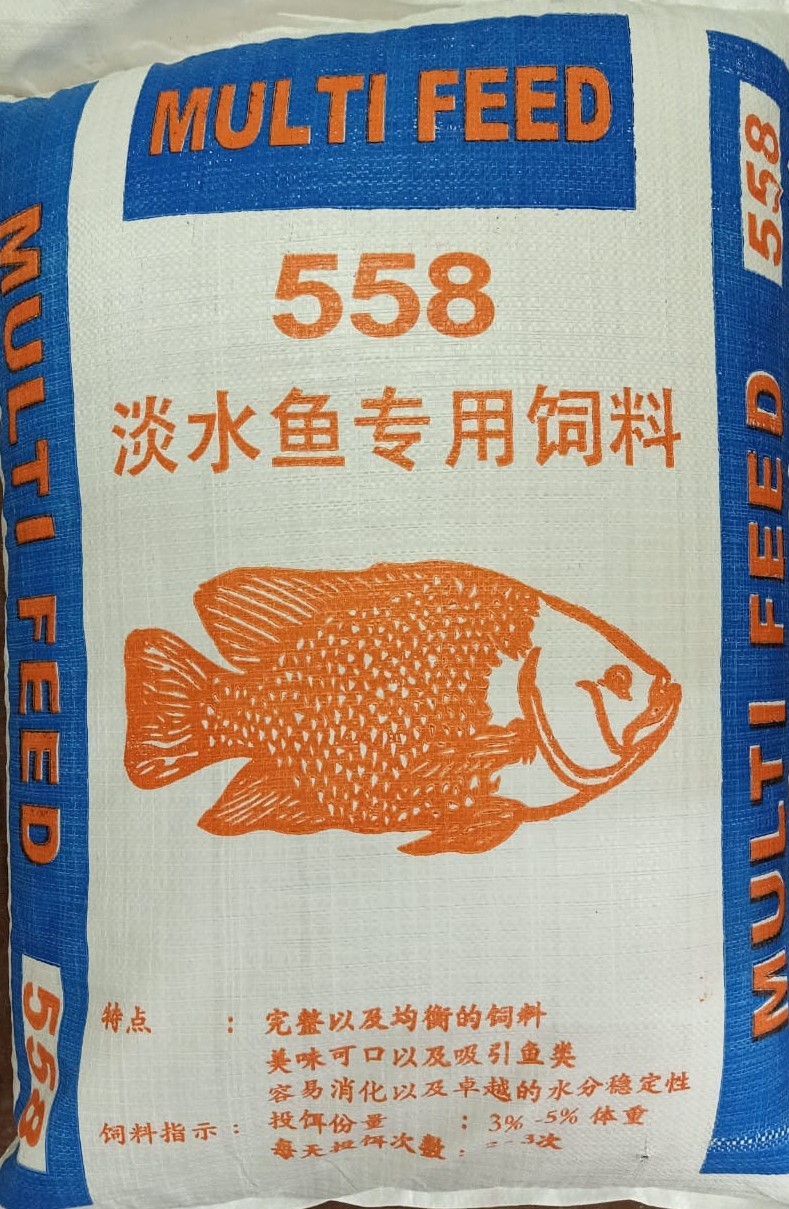 MULTI FEED
558
淡水鱼专用饲料
特点 : 完整以及均衡的饲料
美味可口以及吸引鱼类
容易消化以及卓越的水分稳定性
饲料指示 : 投饵份量 : 3% -5% 体重
每天投饵次數 : -3次
MULTI FEED
558
558
MULTI FEED